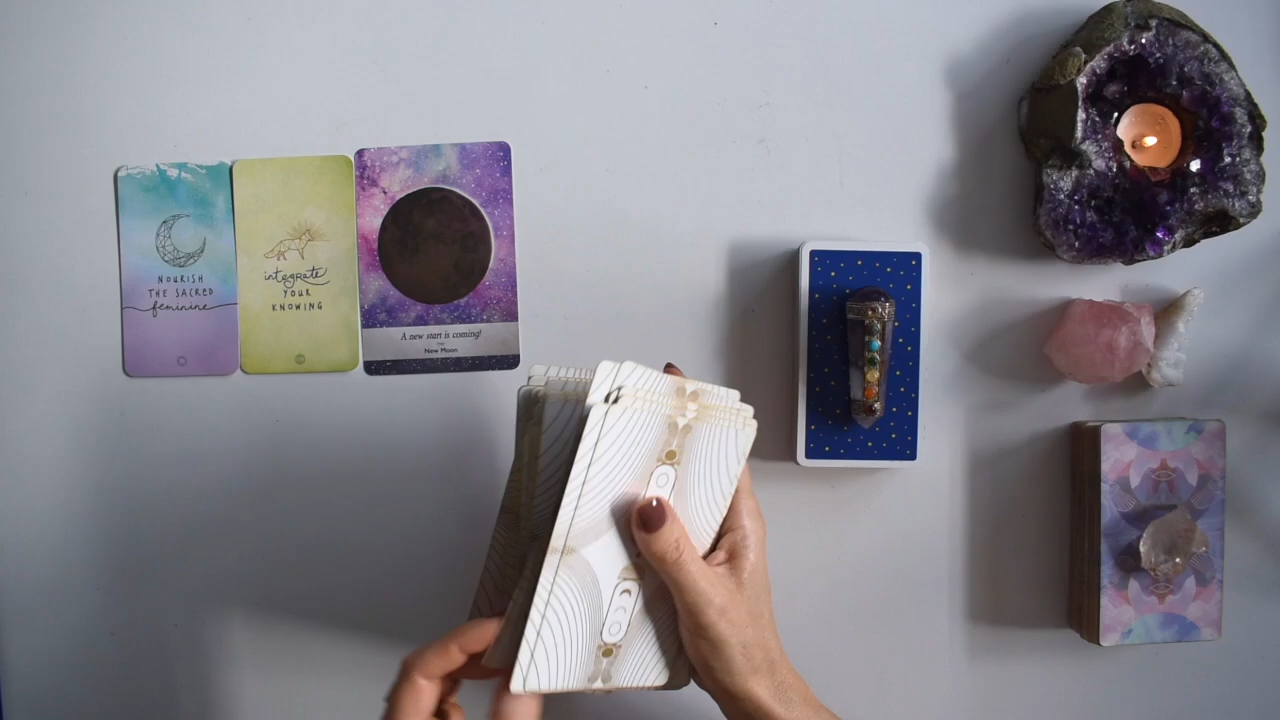 NOURISH
THE SACRED
feminine
integrate
YOUR
KNOWING
A new start is coming!
New Moon